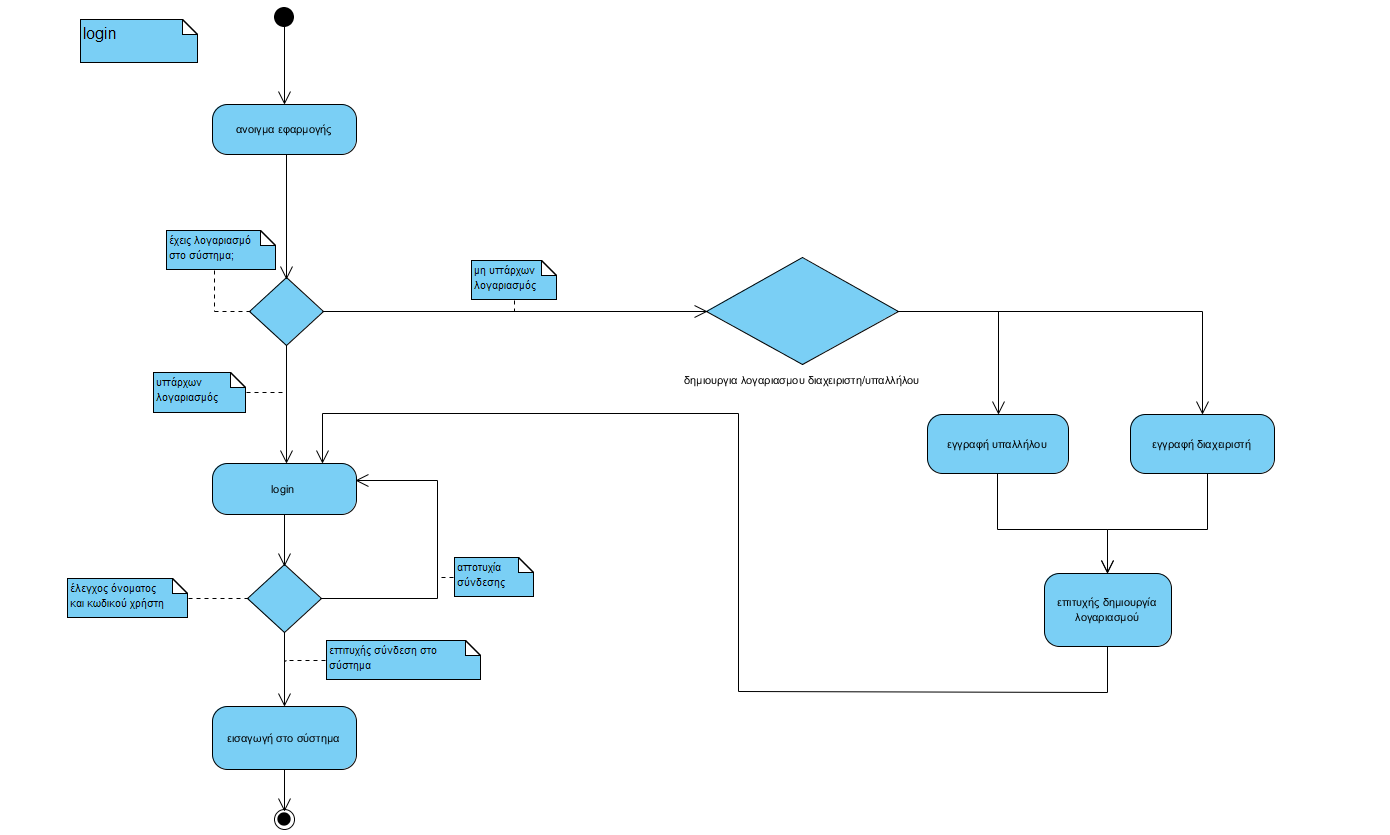 login
ανοιγμα εφαρμογής
έχεις λογαριασμό
στο σύστημα;
μη υπάρχων
λογαριασμός
δημιουργια λογαριασμου διαχειριστη/υπαλλήλου
υπάρχων
λογαριασμός
εγγραφή υπαλλήλου
εγγραφή διαχειριστή
login
αποτυχία
σύνδεσης
έλεγχος όνοματος
και κωδικού χρήστη
επιτυχής δημιουργία
λογαριασμού
επιτυχής σύνδεση στο
σύστημα
εισαγωγή στο σύστημα